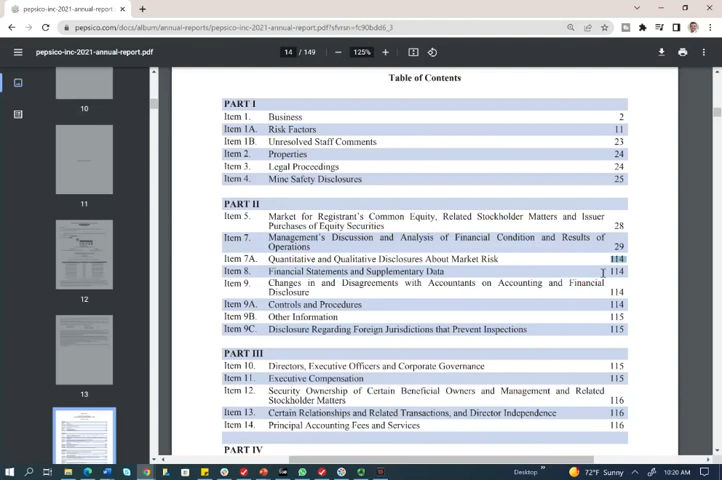 pepsico-inc-2021-annual-report.p
pepsico.com/docs/album/annual-reports/pepsico-inc-2021-annual-report.pdf?sfvrsn=fc90bdd6_3
pepsico-inc-2021-annual-report.pdf
14 / 149
125%
10
11
12
13
Table of Contents
PART I
Item 1. Business 2
Item 1A. Risk Factors 11
Item 1B. Unresolved Staff Comments 23
Item 2. Properties 24
Item 3. Legal Proceedings 24
Item 4. Mine Safety Disclosures 25
PART II
Item 5. Market for Registrant's Common Equity, Related Stockholder Matters and Issuer
Purchases of Equity Securities 28
Item 7. Management's Discussion and Analysis of Financial Condition and Results of
Operations 29
Item 7A. Quantitative and Qualitative Disclosures About Market Risk 114
Item 8. Financial Statements and Supplementary Data 114
Item 9. Changes in and Disagreements with Accountants on Accounting and Financial
Disclosure 114
Item 9A. Controls and Procedures 114
Item 9B. Other Information 115
Item 9C. Disclosure Regarding Foreign Jurisdictions that Prevent Inspections 115
PART III
Item 10. Directors, Executive Officers and Corporate Governance 115
Item 11. Executive Compensation 115
Item 12. Security Ownership of Certain Beneficial Owners and Management and Related
Stockholder Matters 116
Item 13. Certain Relationships and Related Transactions, and Director Independence 116
Item 14. Principal Accounting Fees and Services 116
PART IV
Desktop
72°F Sunny
10:20 AM